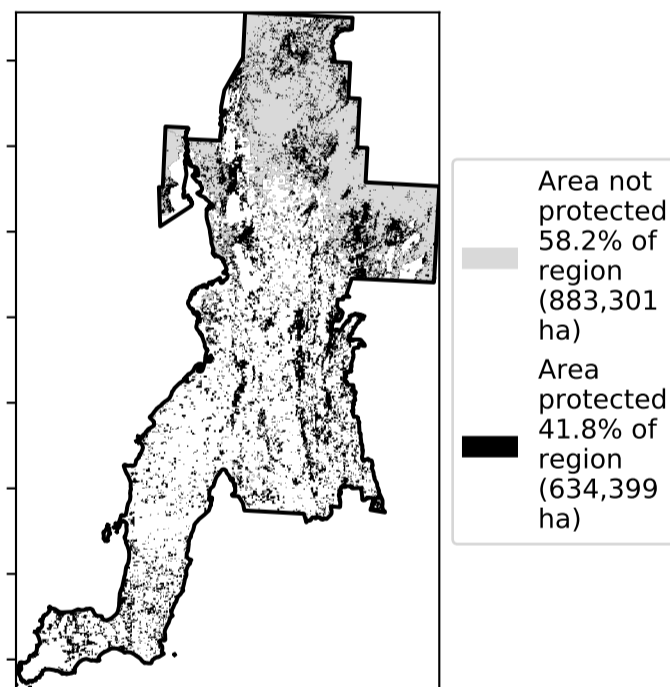 Area not
protected
58.2% of
region
(883,301
ha)
Area
protected
41.8% of
region
(634,399
ha)